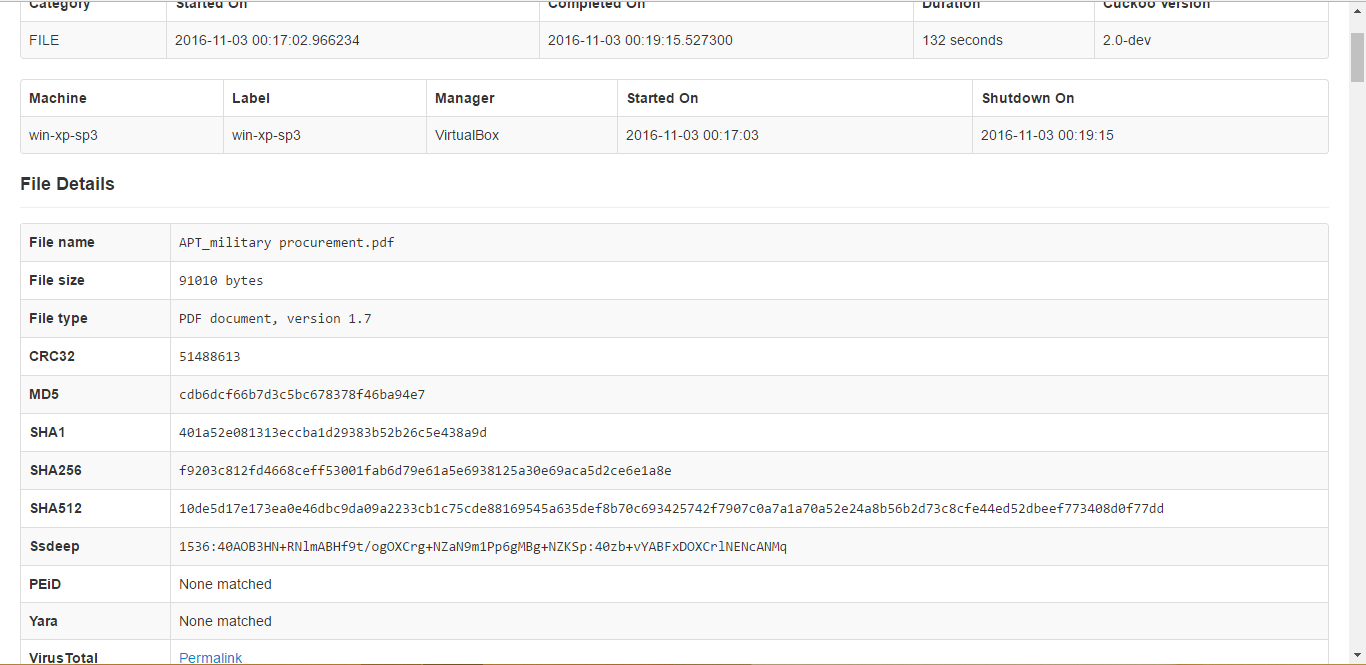 Category Started On Completed On Duration Cuckoo Version
FILE 2016-11-03 00:17:02.966234 2016-11-03 00:19:15.527300 132 seconds 2.0-dev
Machine Label Manager Started On Shutdown On
win-xp-sp3 win-xp-sp3 VirtualBox 2016-11-03 00:17:03 2016-11-03 00:19:15
File Details
File name APT_military procurement.pdf
File size 91010 bytes
File type PDF document, version 1.7
CRC32 51488613
MD5 cdb6dcf66b7d3c5bc678378f46ba94e7
SHA1 401a52e081313eccba1d29383b52b26c5e438a9d
SHA256 f9203c812fd4668ceff53001fab6d79e61a5e6938125a30e69aca5d2ce6e1a8e
SHA512 10de5d17e173ea0e46dbc9da09a2233cb1c75cde88169545a635def8b70c693425742f7907c0a7a1a70a52e24a8b56b2d73c8cfe44ed52dbeef773408d0f77dd
Ssdeep 1536:40AOB3HN+RNlmABHf9t/ogOXCrg+NZaN9m1Pp6gMBg+NZKSp:40zb+vYABFxDOXCrlNENcANMq
PEiD None matched
Yara None matched
VirusTotal Permalink